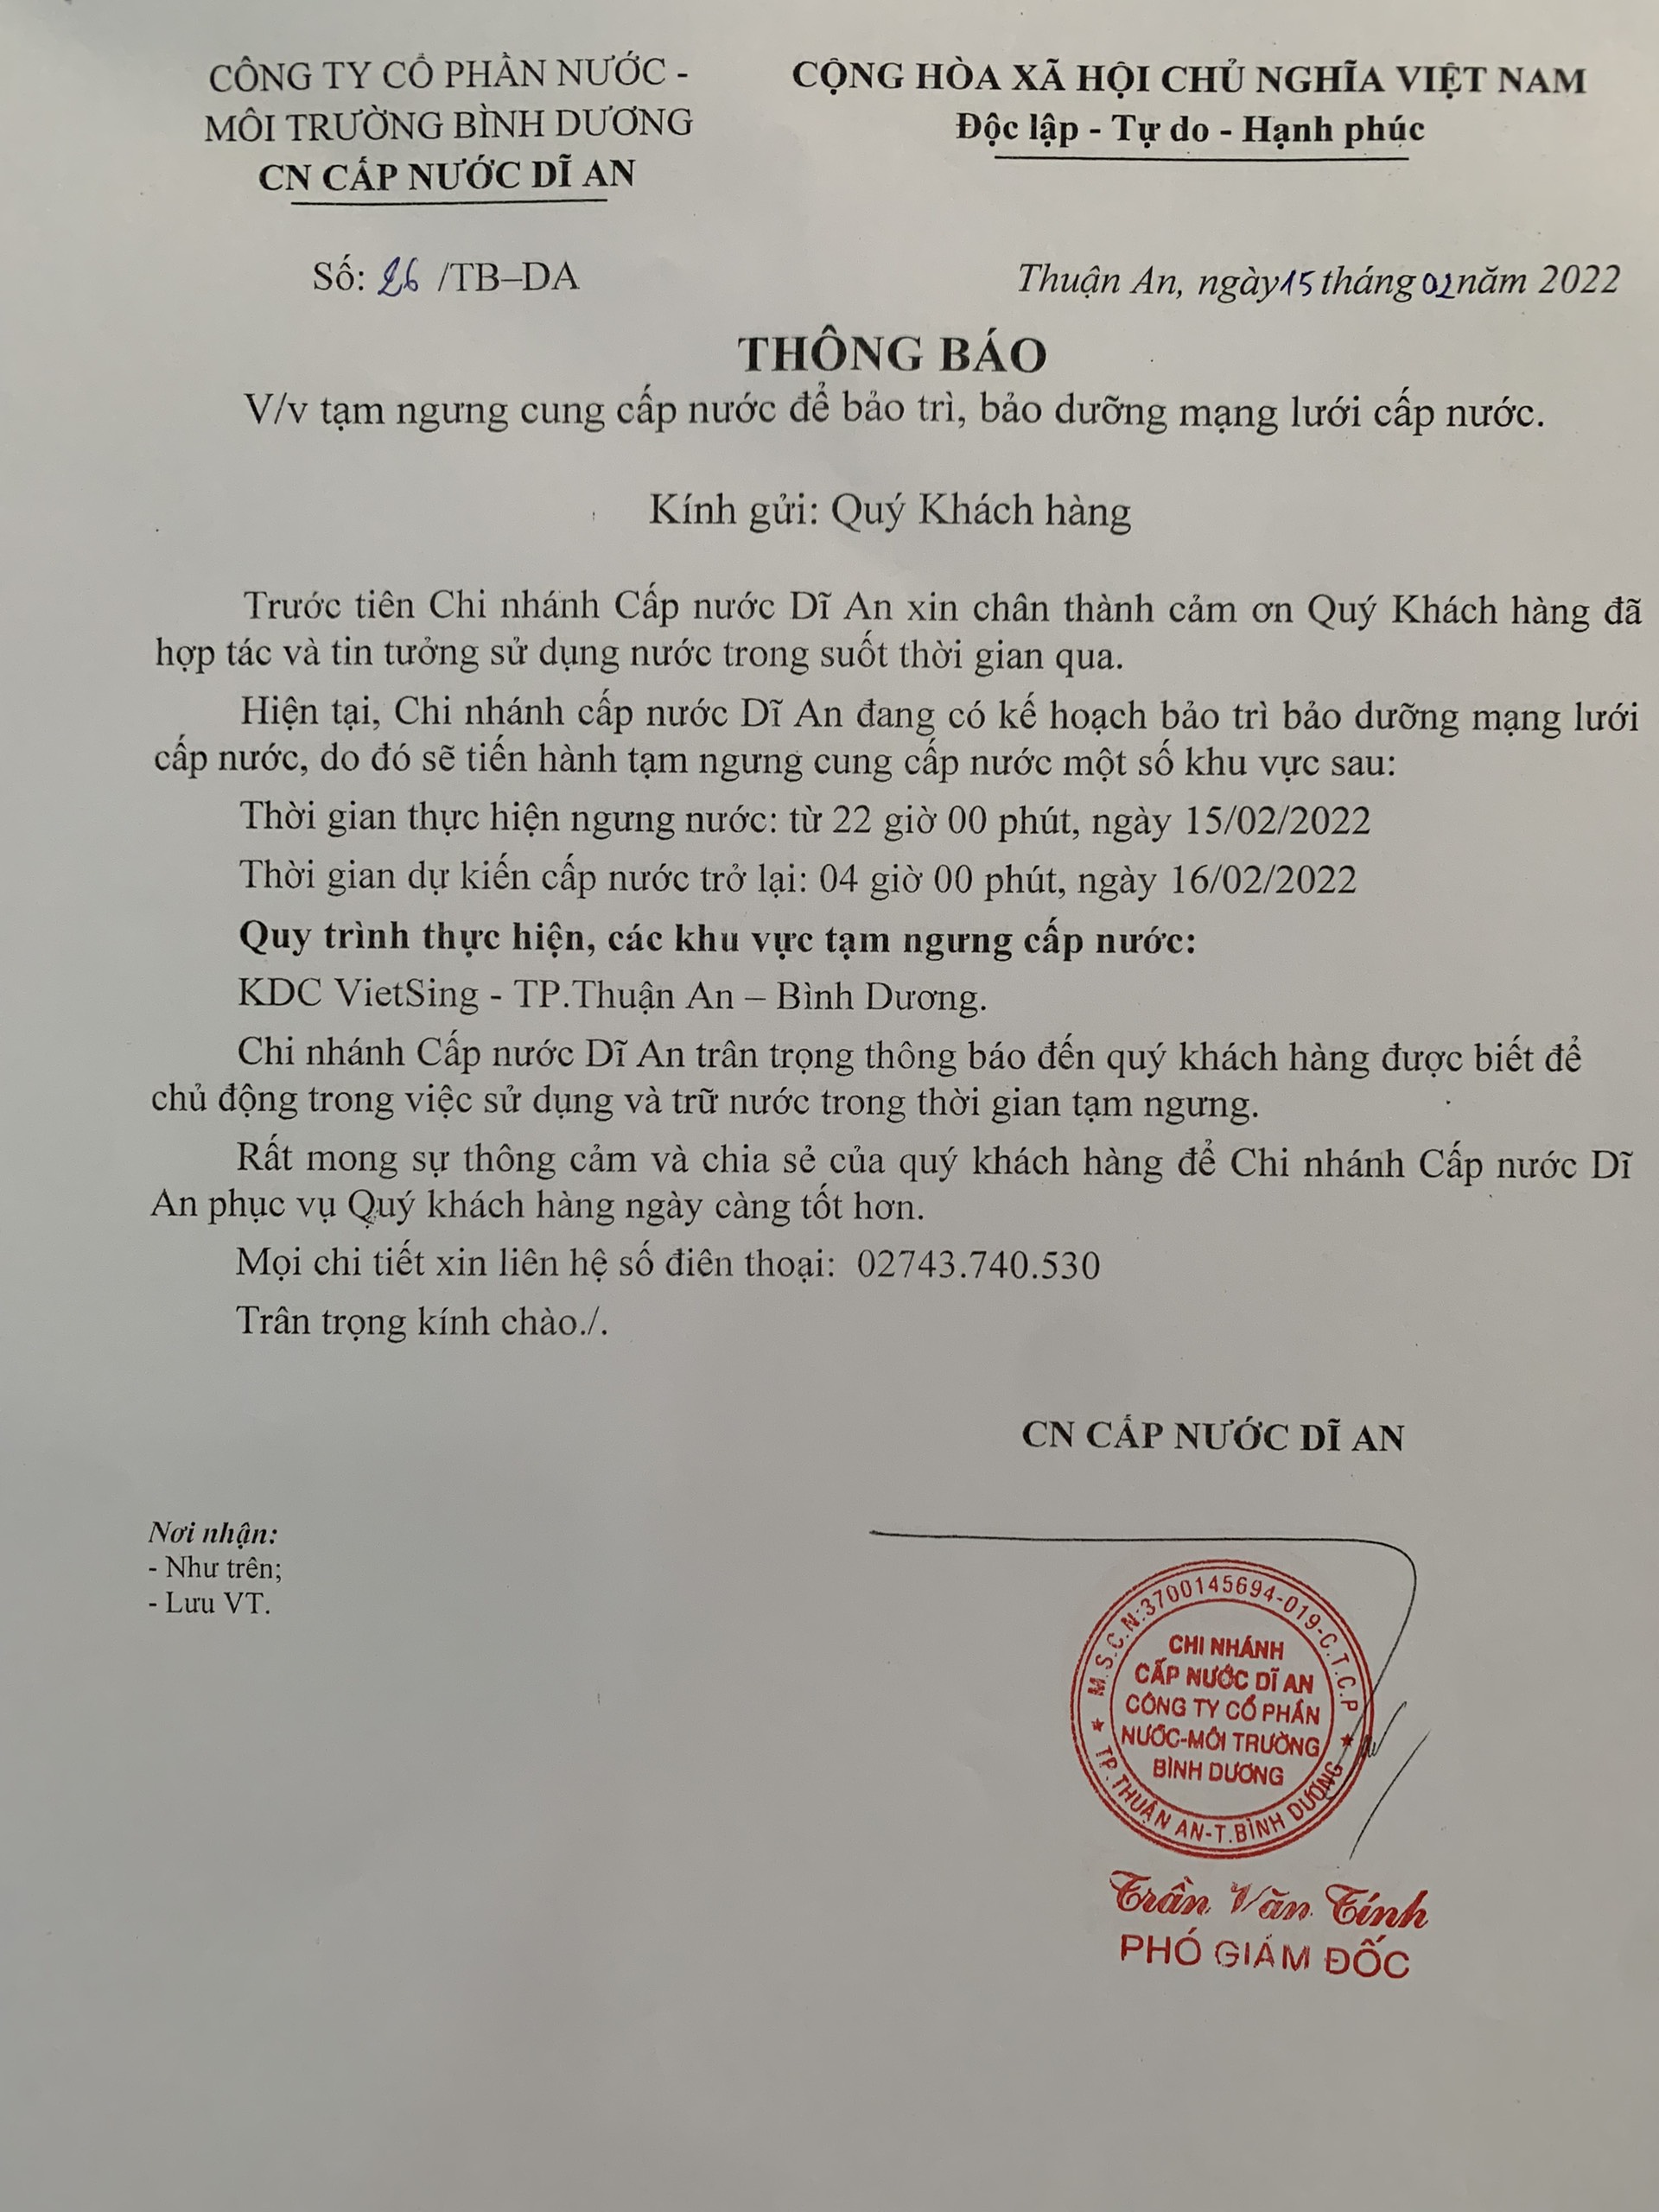 CÔNG TY CỔ PHẦN NƯỚC -
MÔI TRƯỜNG BÌNH DƯƠNG
CN CẤP NƯỚC DĨ AN
CỘNG HÒA XÃ HỘI CHỦ NGHĨA VIỆT NAM
Độc lập - Tự do - Hạnh phúc
Số: 26 /TB–DA
Thuận An, ngày 15 tháng 02 năm 2022
THÔNG BÁO
V/v tạm ngưng cung cấp nước để bảo trì, bảo dưỡng mạng lưới cấp nước.
Kính gửi: Quý Khách hàng
Trước tiên Chi nhánh Cấp nước Dĩ An xin chân thành cảm ơn Quý Khách hàng đã
hợp tác và tin tưởng sử dụng nước trong suốt thời gian qua.
Hiện tại, Chi nhánh cấp nước Dĩ An đang có kế hoạch bảo trì bảo dưỡng mạng lưới
cấp nước, do đó sẽ tiến hành tạm ngưng cung cấp nước một số khu vực sau:
Thời gian thực hiện ngưng nước: từ 22 giờ 00 phút, ngày 15/02/2022
Thời gian dự kiến cấp nước trở lại: 04 giờ 00 phút, ngày 16/02/2022
Quy trình thực hiện, các khu vực tạm ngưng cấp nước:
KDC VietSing - TP.Thuận An – Bình Dương.
Chi nhánh Cấp nước Dĩ An trân trọng thông báo đến quý khách hàng được biết để
chủ động trong việc sử dụng và trữ nước trong thời gian tạm ngưng.
Rất mong sự thông cảm và chia sẻ của quý khách hàng để Chi nhánh Cấp nước Dĩ
An phục vụ Quý khách hàng ngày càng tốt hơn.
Mọi chi tiết xin liên hệ số điên thoại: 02743.740.530
Trân trọng kính chào./.
CN CẤP NƯỚC DĨ AN
Nơi nhận:
- Như trên;
- Lưu VT.
M.S.C.N:3700145694-019-C.T.C.P
CHI NHÁNH
CẤP NƯỚC DĨ AN
CÔNG TY CỔ PHẦN
NƯỚC-MÔI TRƯỜNG
BÌNH DƯƠNG
TP.THUẬN AN-T.BÌNH DƯƠNG
Trần Văn Tính
PHÓ GIÁM ĐỐC